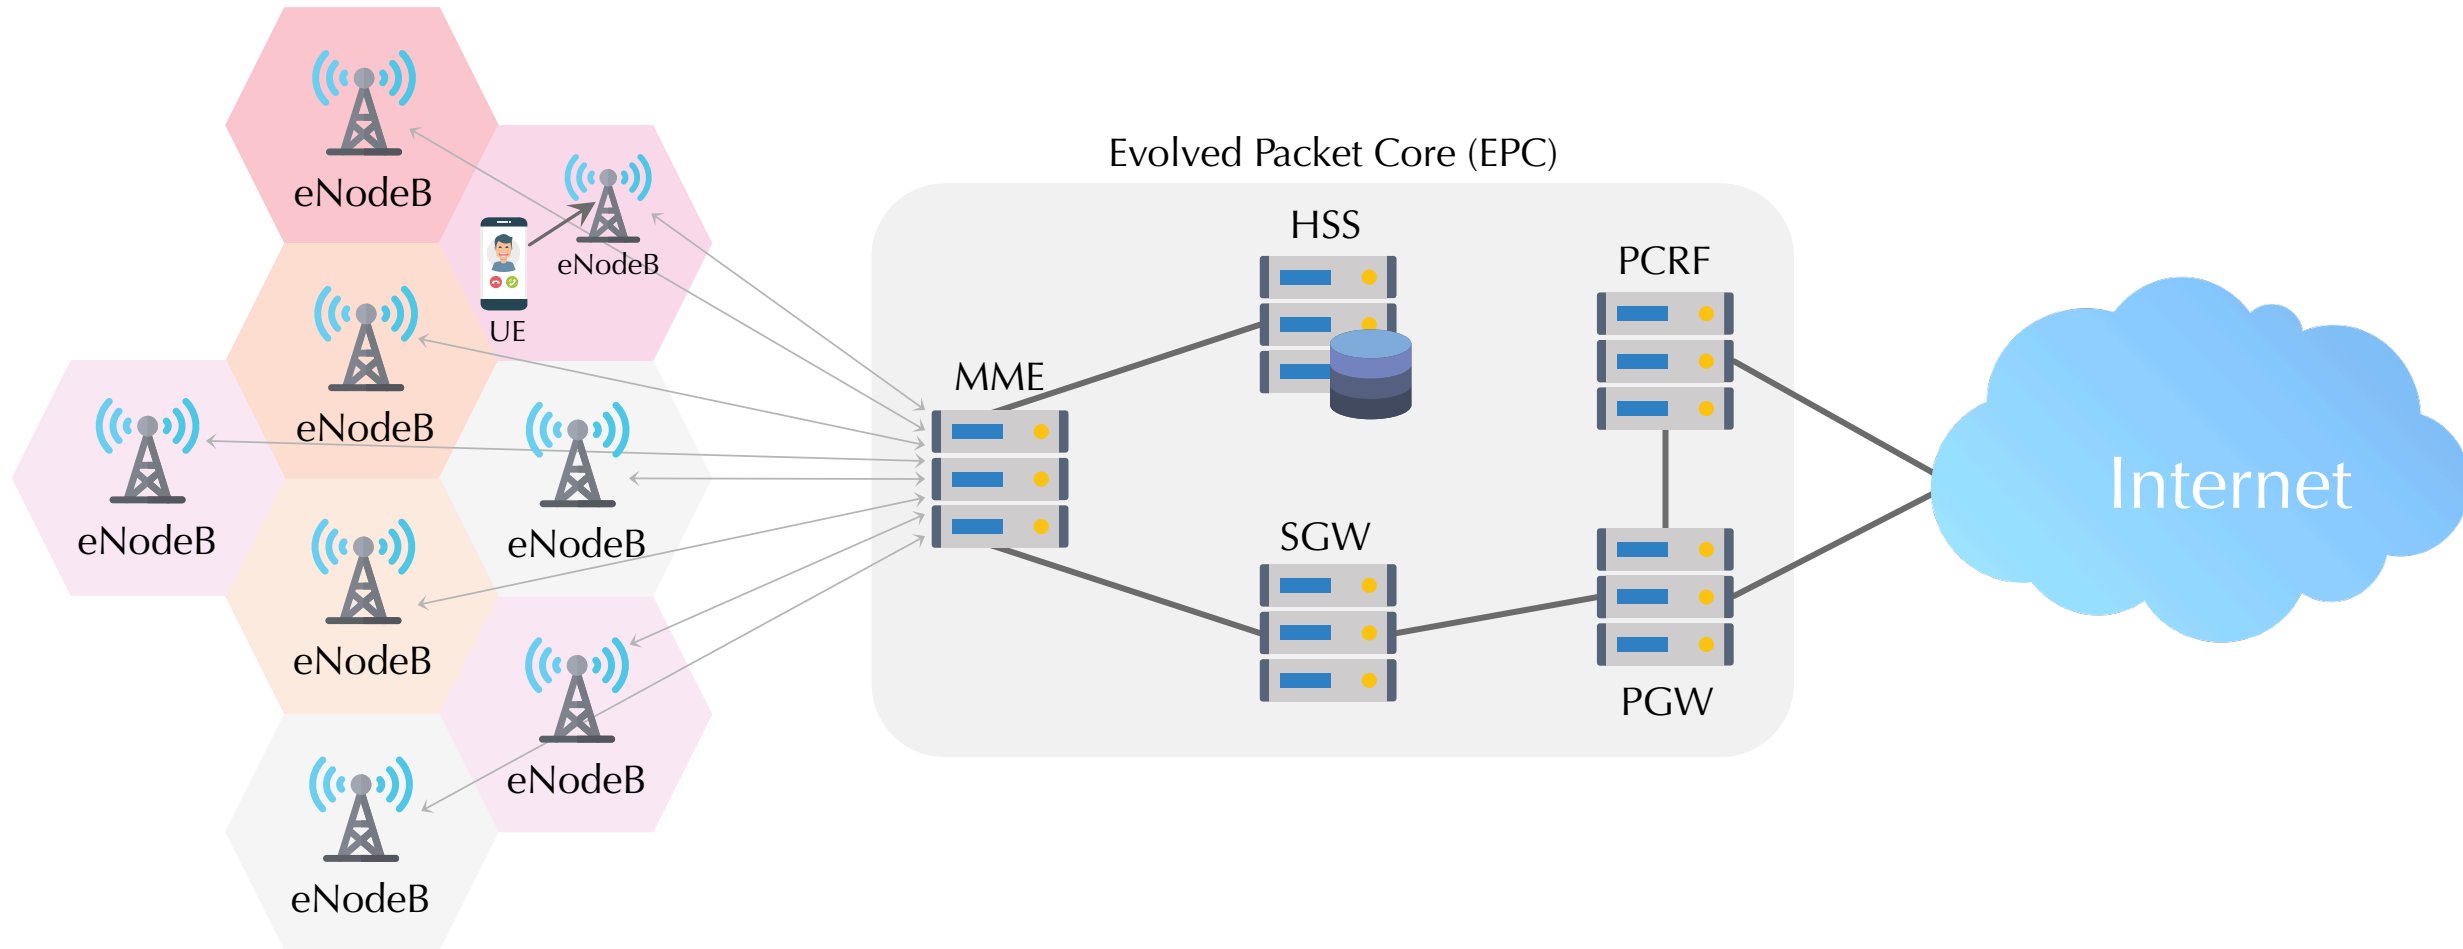 eNodeB
eNodeB
UE
eNodeB
eNodeB
eNodeB
eNodeB
eNodeB
eNodeB
Evolved Packet Core (EPC)
HSS
PCRF
MME
SGW
PGW
Internet